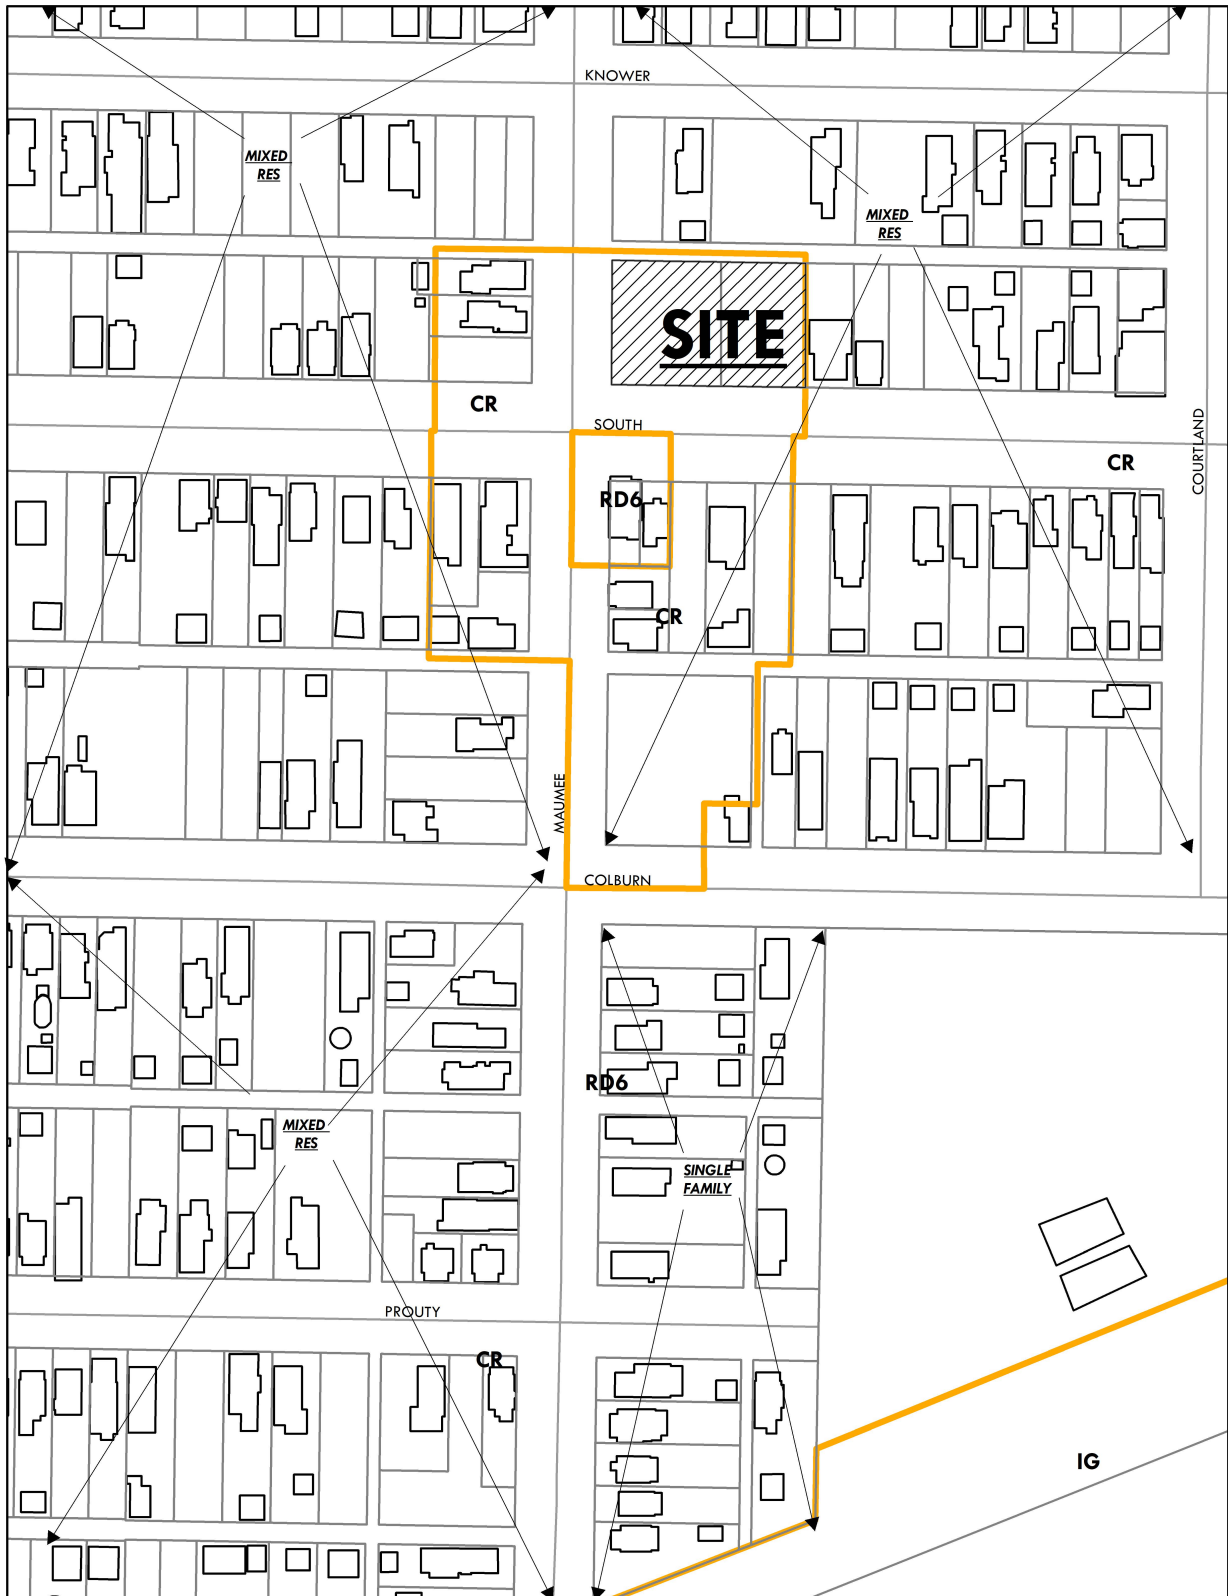 KNOWER
MIXED
RES
MIXED
RES
SITE
CR
SOUTH
COURTLAND
CR
RD6
CR
MAUMEE
COLBURN
RD6
MIXED
RES
SINGLE
FAMILY
PROUTY
CR
IG